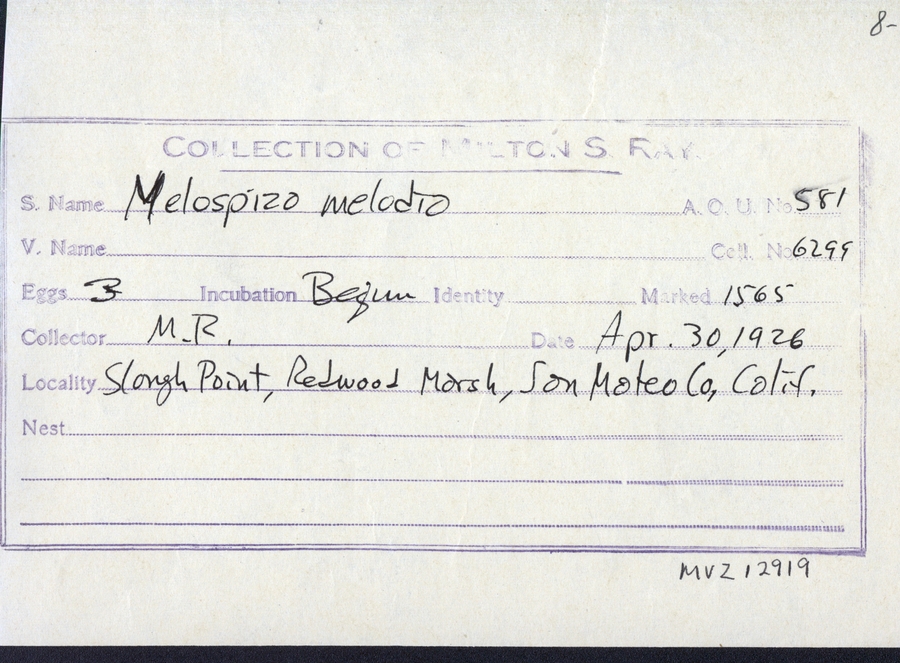 8-
COLLECTION OF MILTON S. RAY.
S. Name Melospiza melodia A. O. U. No. 581
V. Name Coll. No. 6299
Eggs 3 Incubation Begun Identity Marked 1565
Collector M.R. Date Apr. 30, 1926
Locality Slough Point, Redwood Marsh, San Mateo Co, Calif.
Nest
MVZ 12919